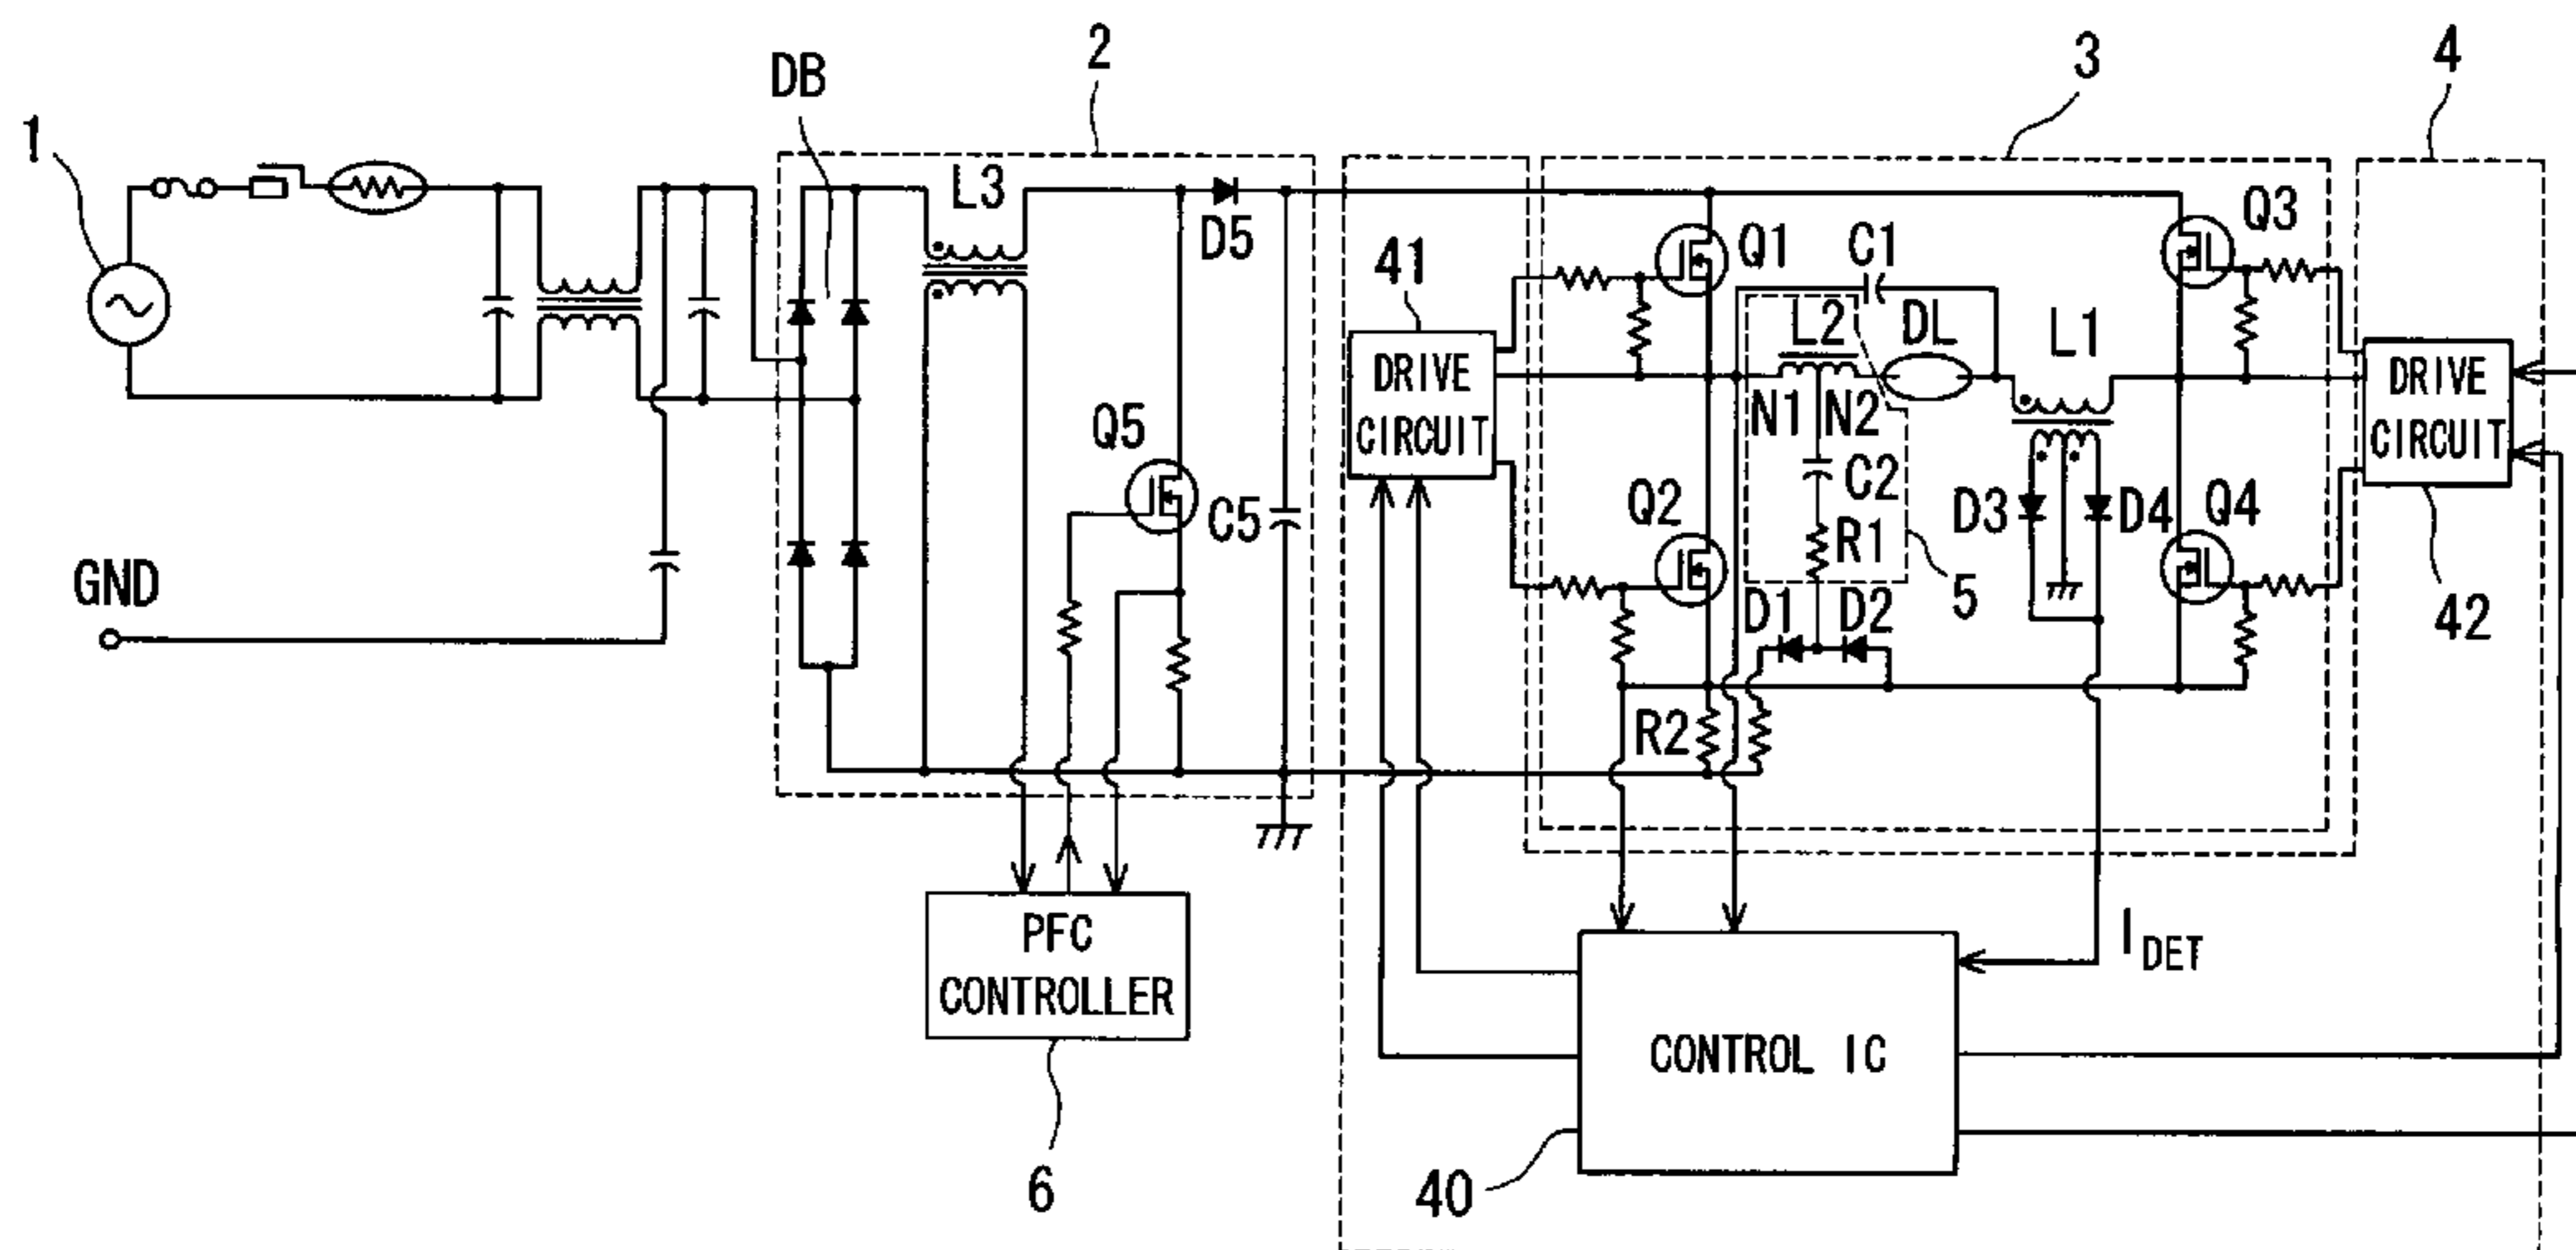 1
DB
2
3
4
L3
D5
41
DRIVE
CIRCUIT
Q1
C1
Q3
L2
DL
L1
N1
N2
DRIVE
CIRCUIT
Q5
C5
Q2
C2
R1
D3
D4
Q4
42
GND
D1
D2
5
R2
PFC
CONTROLLER
6
IDET
CONTROL IC
40